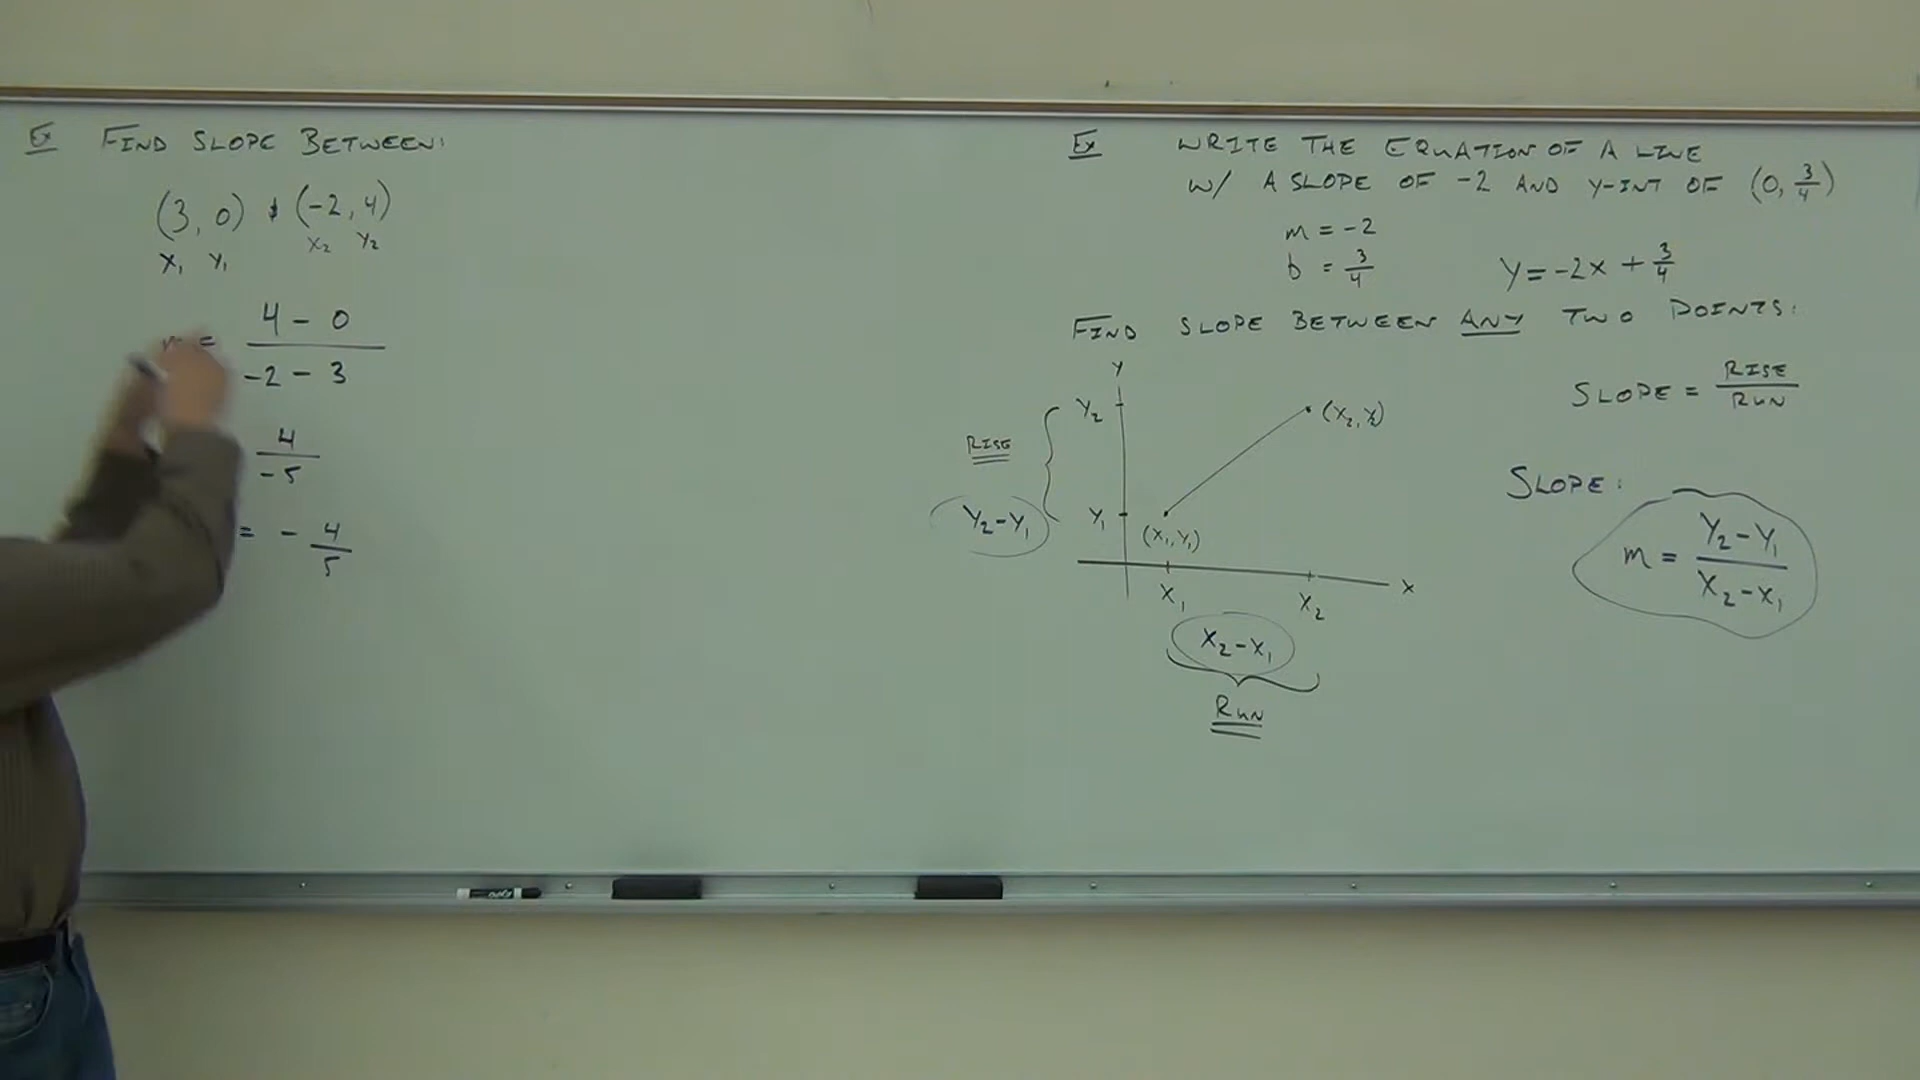 Ex FIND SLOPE BETWEEN:
(3, 0) & (-2, 4)
X₁ Y₁ X₂ Y₂
= 4 - 0 / -2 - 3
4 / -5
= - 4/5
Ex WRITE THE EQUATION OF A LINE
W/ A SLOPE OF -2 AND Y-INT OF (0, 3/4)
m = -2
b = 3/4
Y = -2x + 3/4
FIND SLOPE BETWEEN ANY TWO POINTS:
SLOPE = RISE / RUN
Y
Y₂
(X₂, Y₂)
RISE
Y₂ - Y₁
Y₁
(X₁, Y₁)
X
X₁
X₂
X₂ - X₁
RUN
SLOPE:
m = Y₂ - Y₁ / X₂ - X₁